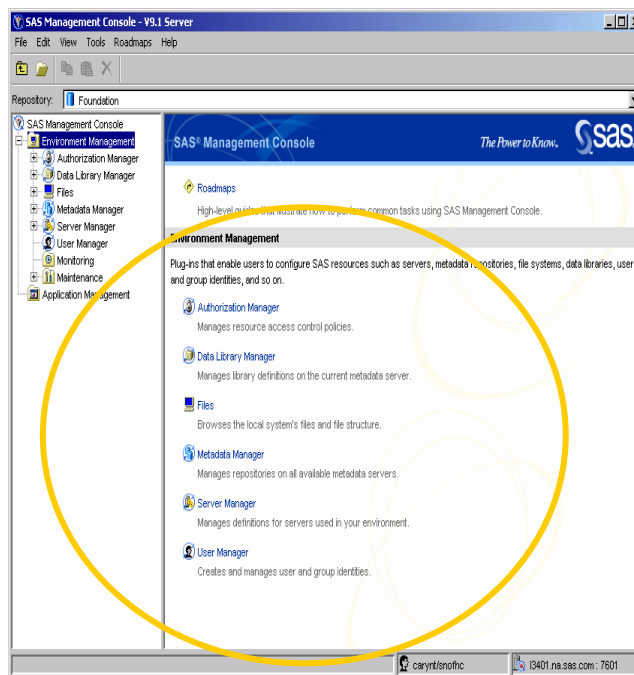 SAS Management Console - V9.1 Server
File Edit View Tools Roadmaps Help
Repository: Foundation
SAS Management Console
Environment Management
Authorization Manager
Data Library Manager
Files
Metadata Manager
Server Manager
User Manager
Monitoring
Maintenance
Application Management
SAS® Management Console
The Power to Know.
sas.
Roadmaps
High-level guides that illustrate how to perform common tasks using SAS Management Console.
Environment Management
Plug-ins that enable users to configure SAS resources such as servers, metadata repositories, file systems, data libraries, user
and group identities, and so on.
Authorization Manager
Manages resource access control policies.
Data Library Manager
Manages library definitions on the current metadata server.
Files
Browses the local system's files and file structure.
Metadata Manager
Manages repositories on all available metadata servers.
Server Manager
Manages definitions for servers used in your environment.
User Manager
Creates and manages user and group identities.
carynt/snofhc
l3401.na.sas.com : 7601